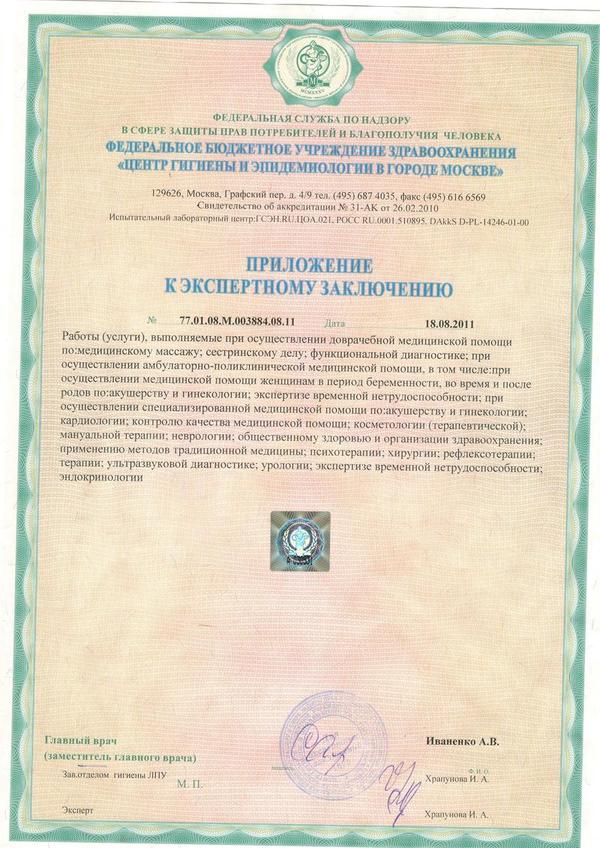 М
MCMXXXV
ФЕДЕРАЛЬНАЯ СЛУЖБА ПО НАДЗОРУ
В СФЕРЕ ЗАЩИТЫ ПРАВ ПОТРЕБИТЕЛЕЙ И БЛАГОПОЛУЧИЯ ЧЕЛОВЕКА
ФЕДЕРАЛЬНОЕ БЮДЖЕТНОЕ УЧРЕЖДЕНИЕ ЗДРАВООХРАНЕНИЯ
«ЦЕНТР ГИГИЕНЫ И ЭПИДЕМИОЛОГИИ В ГОРОДЕ МОСКВЕ»
129626, Москва, Графский пер. д. 4/9 тел. (495) 687 4035, факс (495) 616 6569
Свидетельство об аккредитации № 31-АК от 26.02.2010
Испытательный лабораторный центр:ГСЭН.RU.ЦОА.021, РОСС RU.0001.510895, DAkkS D-PL-14246-01-00
ПРИЛОЖЕНИЕ
К ЭКСПЕРТНОМУ ЗАКЛЮЧЕНИЮ
№ 77.01.08.М.003884.08.11 Дата 18.08.2011
Работы (услуги), выполняемые при осуществлении доврачебной медицинской помощи
по:медицинскому массажу; сестринскому делу; функциональной диагностике; при
осуществлении амбулаторно-поликлинической медицинской помощи, в том числе:при
осуществлении медицинской помощи женщинам в период беременности, во время и после
родов по:акушерству и гинекологии; экспертизе временной нетрудоспособности; при
осуществлении специализированной медицинской помощи по:акушерству и гинекологии;
кардиологии; контролю качества медицинской помощи; косметологии (терапевтической);
мануальной терапии; неврологии; общественному здоровью и организации здравоохранения;
применению методов традиционной медицины; психотерапии; хирургии; рефлексотерапии;
терапии; ультразвуковой диагностике; урологии; экспертизе временной нетрудоспособности;
эндокринологии
Главный врач Иваненко А.В.
(заместитель главного врача)
подпись Ф.И.О.
Зав.отделом гигиены ЛПУ Храпунова И. А.
М. П.
Эксперт Храпунова И. А.